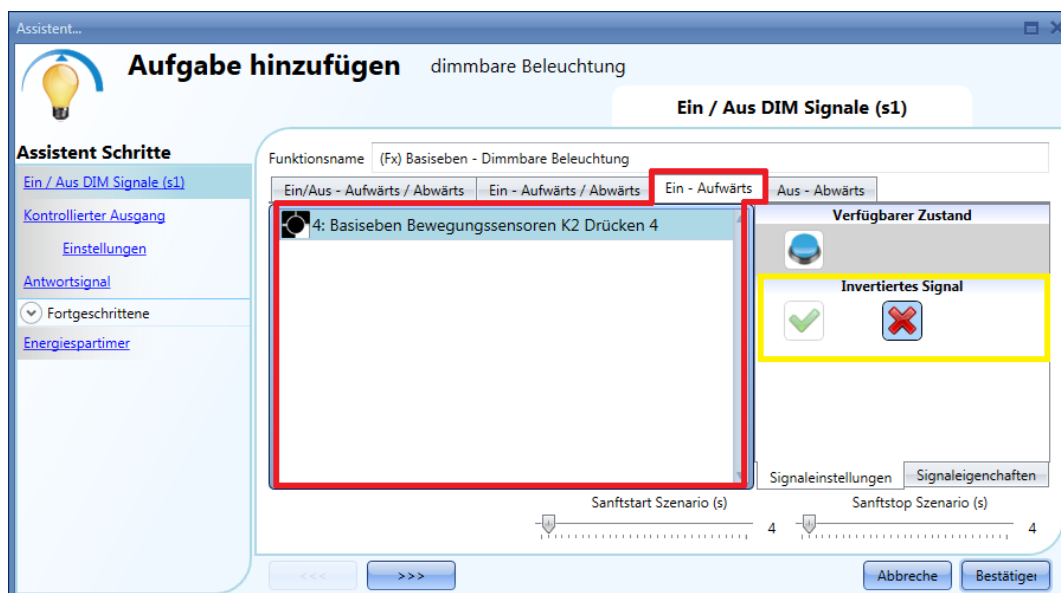 Assistent...
Aufgabe hinzufügen dimmbare Beleuchtung
Ein / Aus DIM Signale (s1)
Assistent Schritte
Ein / Aus DIM Signale (s1)
Kontrollierter Ausgang
Einstellungen
Antwortsignal
Fortgeschrittene
Energiespartimer
Funktionsname (Fx) Basiseben - Dimmbare Beleuchtung
Ein/Aus - Aufwärts / Abwärts Ein - Aufwärts / Abwärts Ein - Aufwärts Aus - Abwärts
4: Basiseben Bewegungssensoren K2 Drücken 4
Verfügbarer Zustand
Invertiertes Signal
Signaleinstellungen Signaleigenschaften
Sanftstart Szenario (s) Sanftstop Szenario (s)
4 4
<<< >>> Abbreche Bestätiger